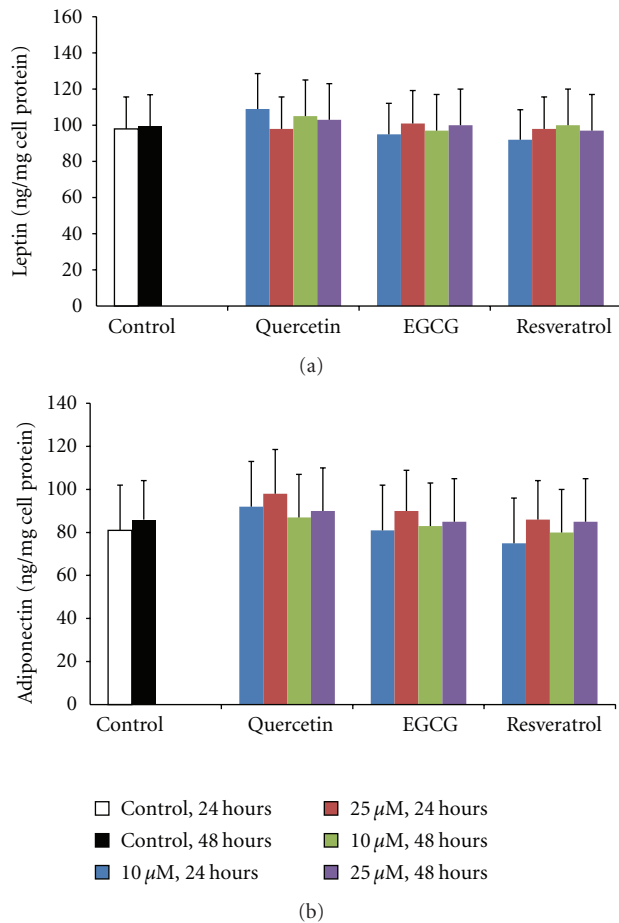 160
140
120
100
80
60
40
20
0
Leptin (ng/mg cell protein)
Control Quercetin EGCG Resveratrol
(a)
140
120
100
80
60
40
20
0
Adiponectin (ng/mg cell protein)
Control Quercetin EGCG Resveratrol
Control, 24 hours 25 μM, 24 hours
Control, 48 hours 10 μM, 48 hours
10 μM, 24 hours 25 μM, 48 hours
(b)